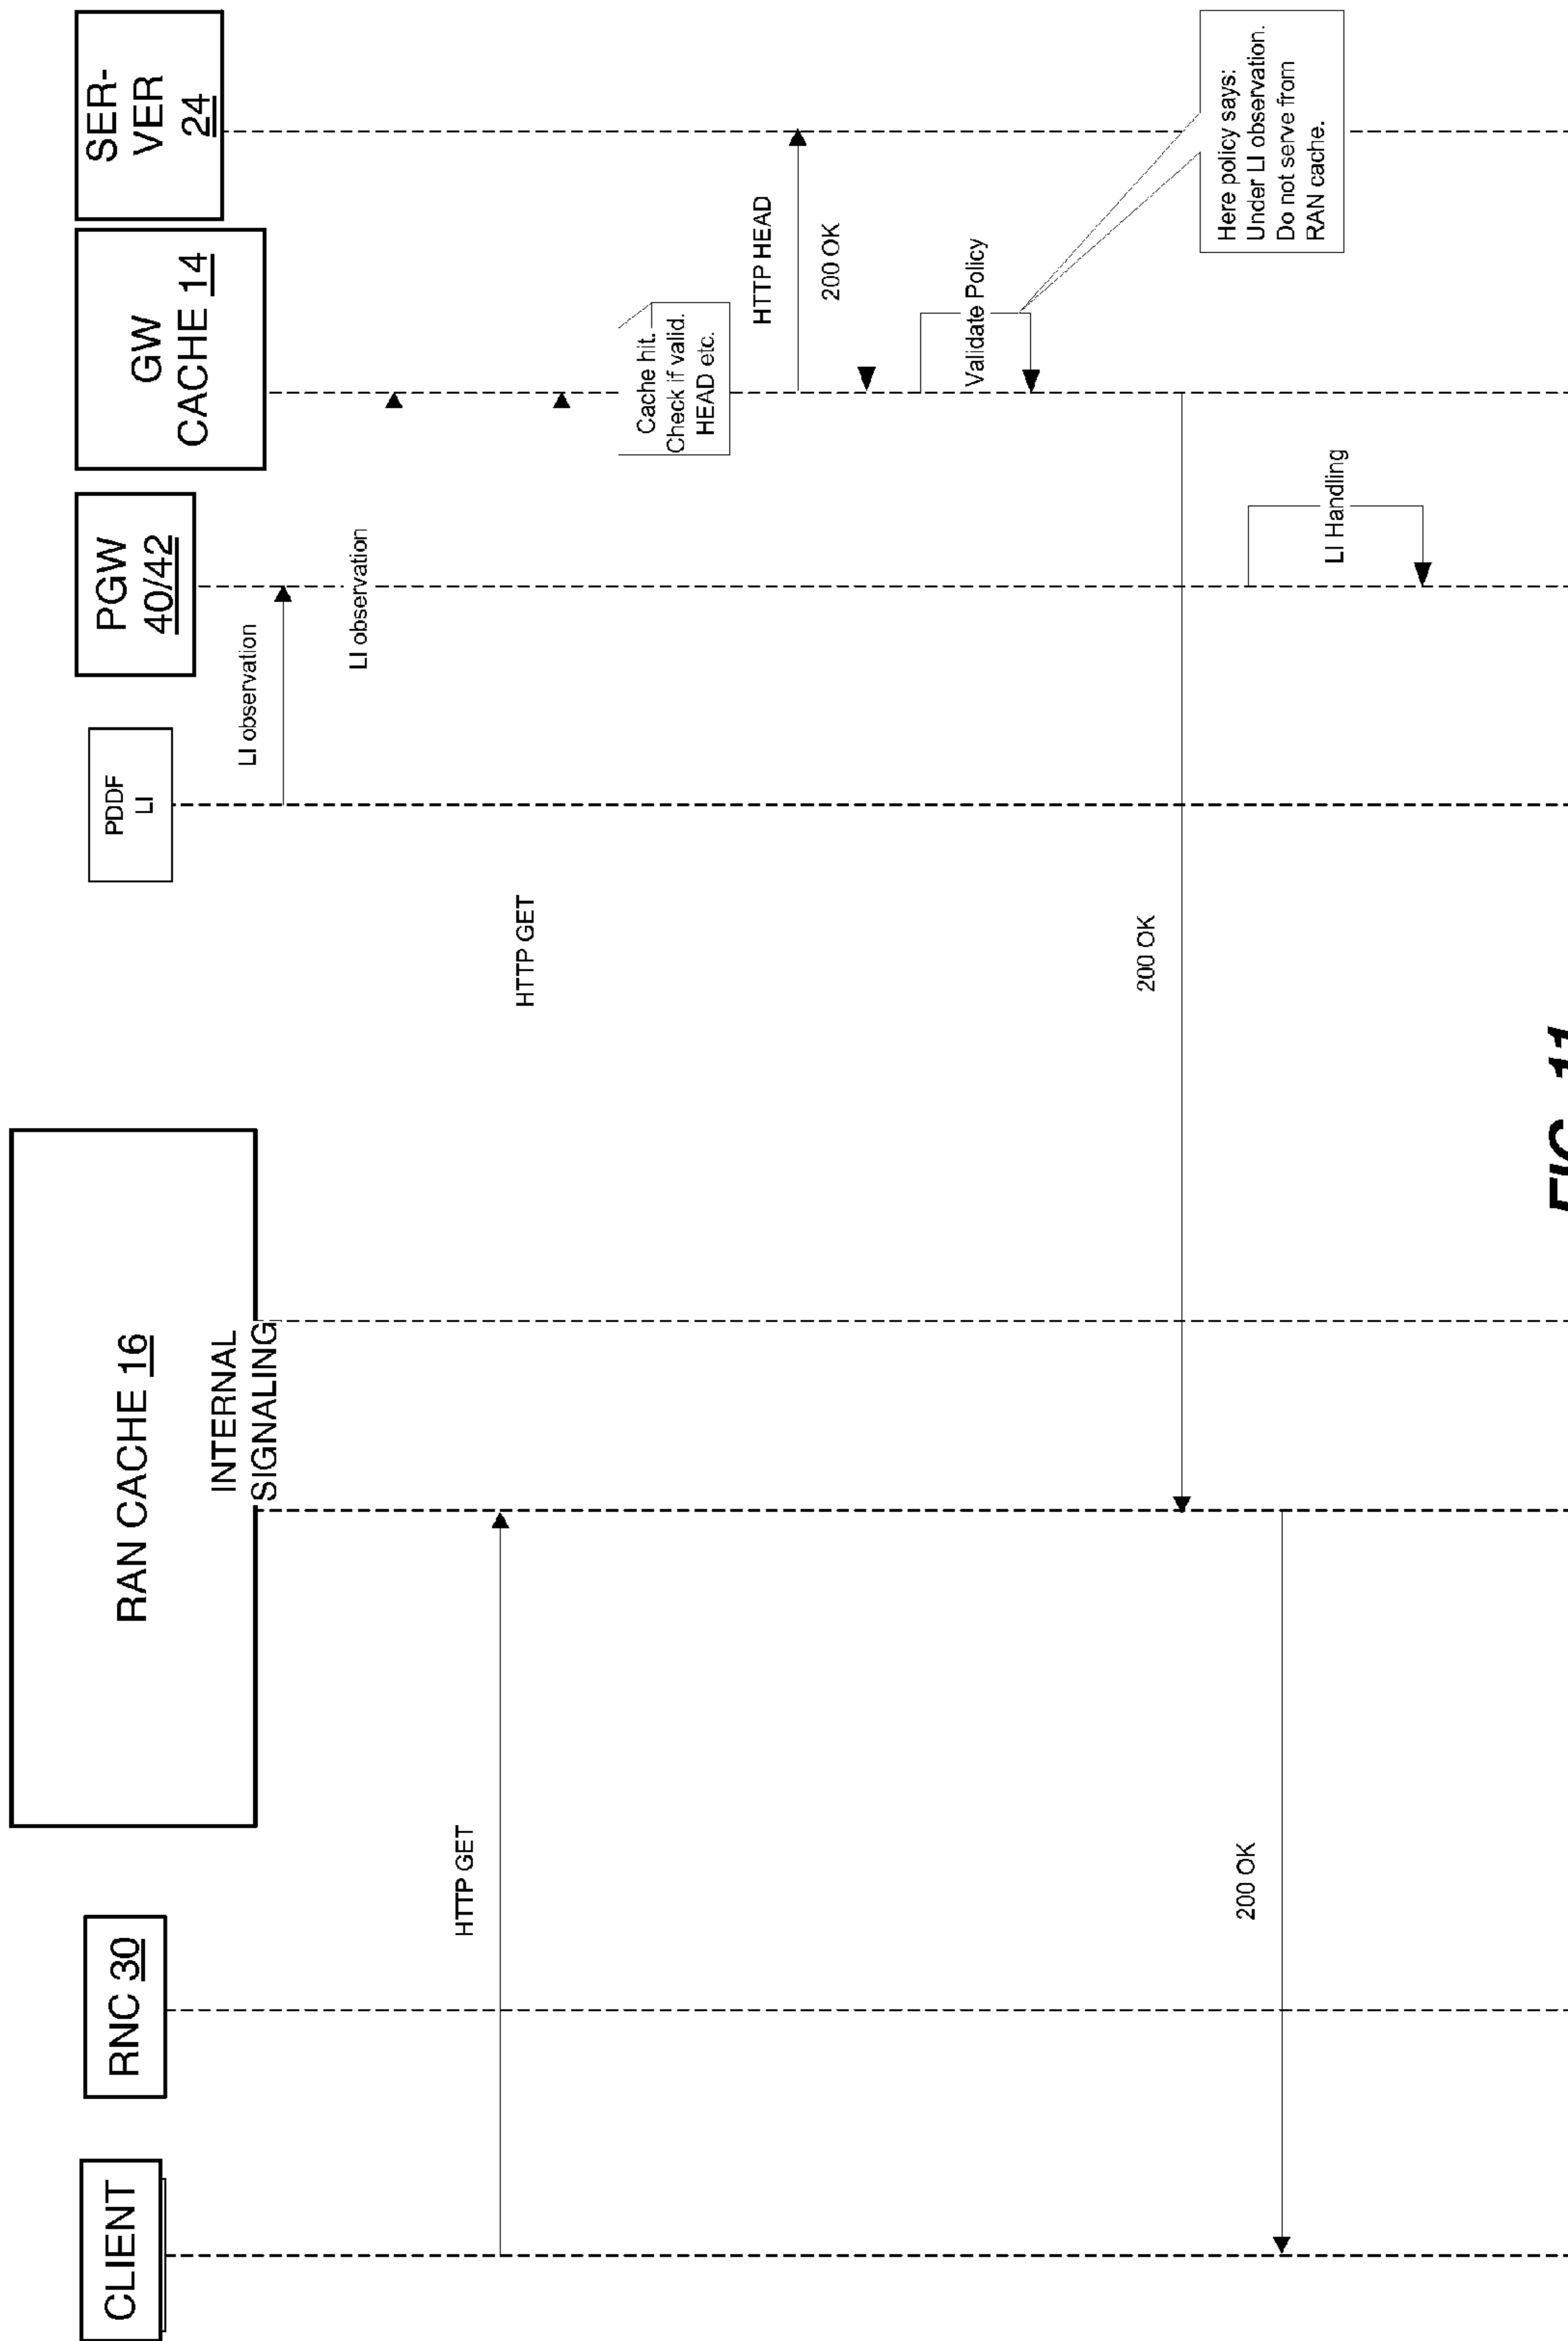 CLIENT
RNC 30
RAN CACHE 16
INTERNAL
SIGNALING
PDDF
LI
PGW
40/42
GW
CACHE 14
SER-
VER
24
LI observation
LI observation
HTTP GET
HTTP GET
Cache hit.
Check if valid.
HEAD etc.
HTTP HEAD
200 OK
Validate Policy
Here policy says:
Under LI observation.
Do not serve from
RAN cache.
200 OK
200 OK
LI Handling
FIG. 11